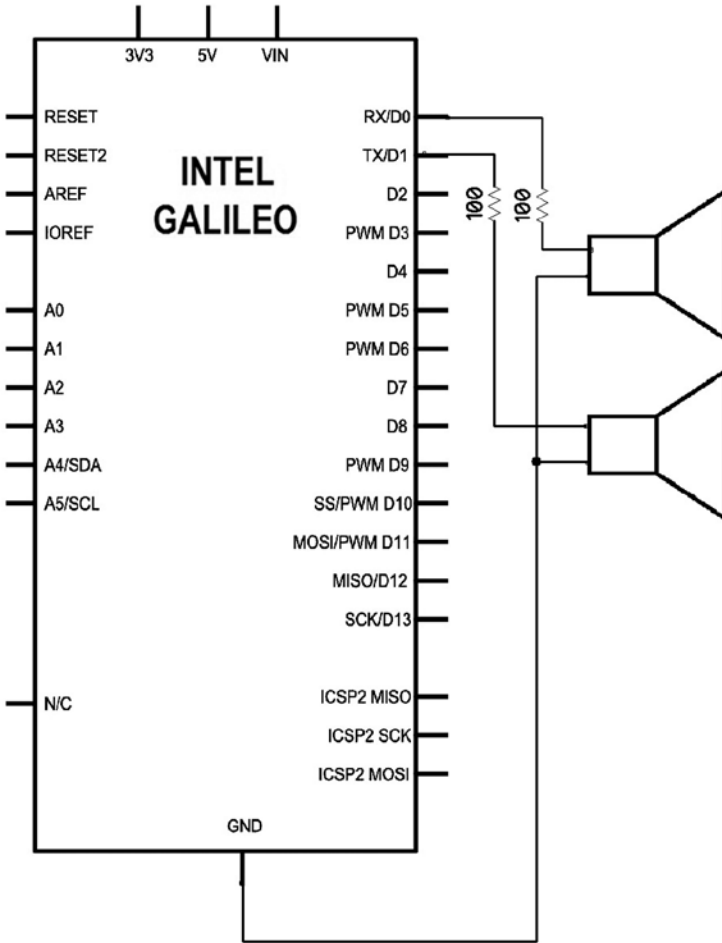 3V3 5V VIN
RESET
RESET2
AREF
IOREF
A0
A1
A2
A3
A4/SDA
A5/SCL
N/C
INTEL
GALILEO
RX/D0
TX/D1
D2
PWM D3
D4
PWM D5
PWM D6
D7
D8
PWM D9
SS/PWM D10
MOSI/PWM D11
MISO/D12
SCK/D13
ICSP2 MISO
ICSP2 SCK
ICSP2 MOSI
GND
100
100